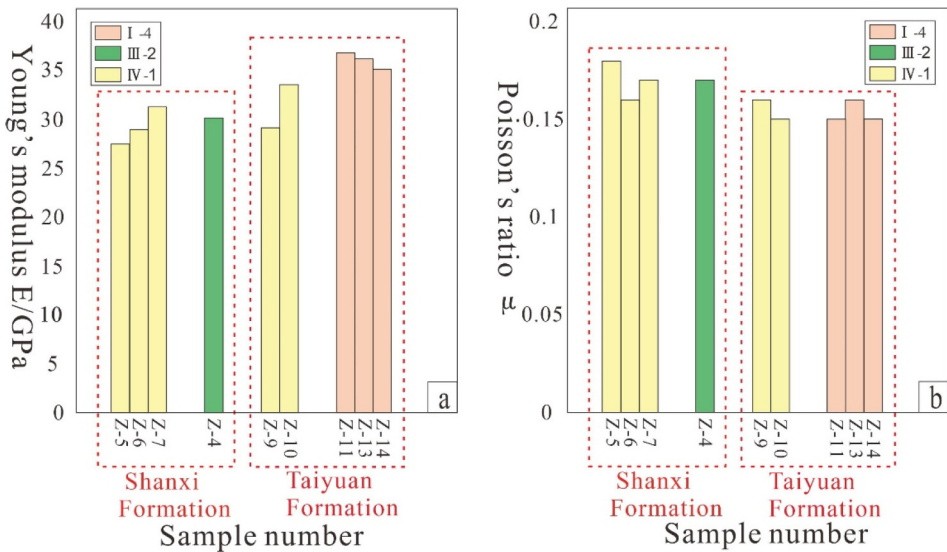 Young's modulus E/GPa
40
35
30
25
20
15
10
5
0
I-4
III-2
IV-1
a
Z-5
Z-6
Z-7
Z-4
Z-9
Z-10
Z-11
Z-13
Z-14
Shanxi
Formation
Taiyuan
Formation
Sample number
Poisson's ratio μ
0.2
0.15
0.1
0.05
0
I-4
III-2
IV-1
b
Z-5
Z-6
Z-7
Z-4
Z-9
Z-10
Z-11
Z-13
Z-14
Shanxi
Formation
Taiyuan
Formation
Sample number